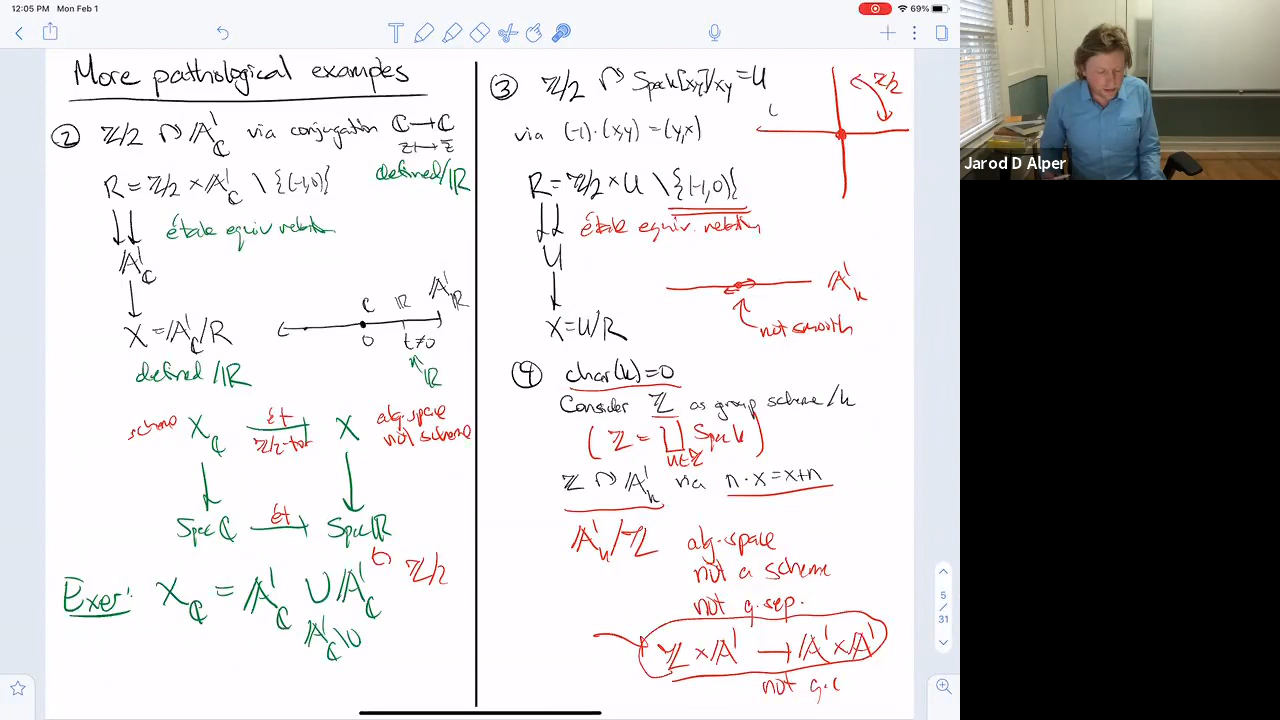 12:05 PM Mon Feb 1
69%
More pathological examples
② ℤ/2 ↷ 𝔸¹_ℂ via conjugation ℂ → ℂ
z ↦ z̄
defined/ℝ
R = ℤ/2 × 𝔸¹_ℂ \ {(-1,0)}
étale equiv relation
𝔸¹_ℂ
X = 𝔸¹_ℂ/R
defined/ℝ
ℂ ℝ 𝔸¹_ℝ
0 t≠0
ℝ
scheme X_ℂ ét ℤ/2-tor X alg. space not scheme
Spec ℂ ét Spec ℝ
Exer: X_ℂ = 𝔸¹_ℂ ∪ 𝔸¹_ℂ ℤ/2
𝔸¹_ℂ\0
③ ℤ/2 ↷ Spec k[x,y]/xy = U
via (-1)·(x,y) = (y,x)
ℤ/2
R = ℤ/2 × U \ {(-1,0)}
étale equiv. relation
U
X = U/R
𝔸¹_k
not smooth
④ char(k)=0
Consider ℤ as group scheme/k
(ℤ = ∐ Spec k)
n∈ℤ
ℤ ↷ 𝔸¹_k via n·x = x+n
𝔸¹_k/ℤ alg. space
not a scheme
not q. sep.
ℤ × 𝔸¹ → 𝔸¹ × 𝔸¹
not q.c
5
/
31
Jarod D Alper